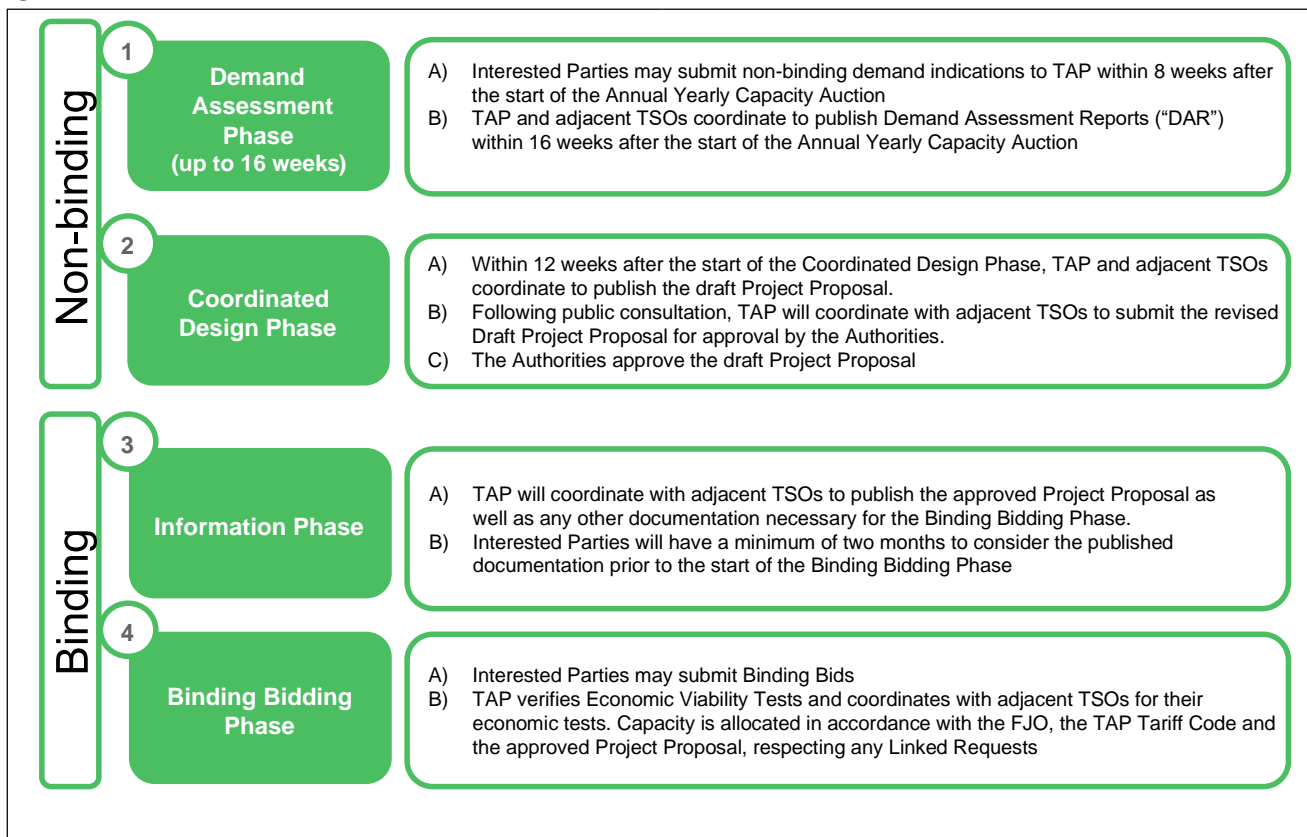 Non-binding
1
Demand
Assessment
Phase
(up to 16 weeks)
A) Interested Parties may submit non-binding demand indications to TAP within 8 weeks after
the start of the Annual Yearly Capacity Auction
B) TAP and adjacent TSOs coordinate to publish Demand Assessment Reports (“DAR”)
within 16 weeks after the start of the Annual Yearly Capacity Auction
2
Coordinated
Design Phase
A) Within 12 weeks after the start of the Coordinated Design Phase, TAP and adjacent TSOs
coordinate to publish the draft Project Proposal.
B) Following public consultation, TAP will coordinate with adjacent TSOs to submit the revised
Draft Project Proposal for approval by the Authorities.
C) The Authorities approve the draft Project Proposal
Binding
3
Information Phase
A) TAP will coordinate with adjacent TSOs to publish the approved Project Proposal as
well as any other documentation necessary for the Binding Bidding Phase.
B) Interested Parties will have a minimum of two months to consider the published
documentation prior to the start of the Binding Bidding Phase
4
Binding Bidding
Phase
A) Interested Parties may submit Binding Bids
B) TAP verifies Economic Viability Tests and coordinates with adjacent TSOs for their
economic tests. Capacity is allocated in accordance with the FJO, the TAP Tariff Code and
the approved Project Proposal, respecting any Linked Requests